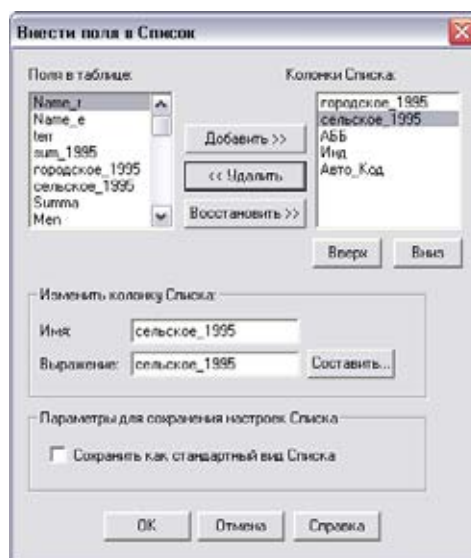 Внести поля в Список
Поля в таблице:
Колонки Списка:
Name_r
Name_e
terr
sum_1995
городское_1995
сельское_1995
Summa
Men
Добавить >>
<< Удалить
Восстановить >>
городское_1995
сельское_1995
АББ
Инд
Авто_Код
Вверх
Вниз
Изменить колонку Списка:
Имя:
сельское_1995
Выражение:
сельское_1995
Составить...
Параметры для сохранения настроек Списка
Сохранить как стандартный вид Списка
OK
Отмена
Справка